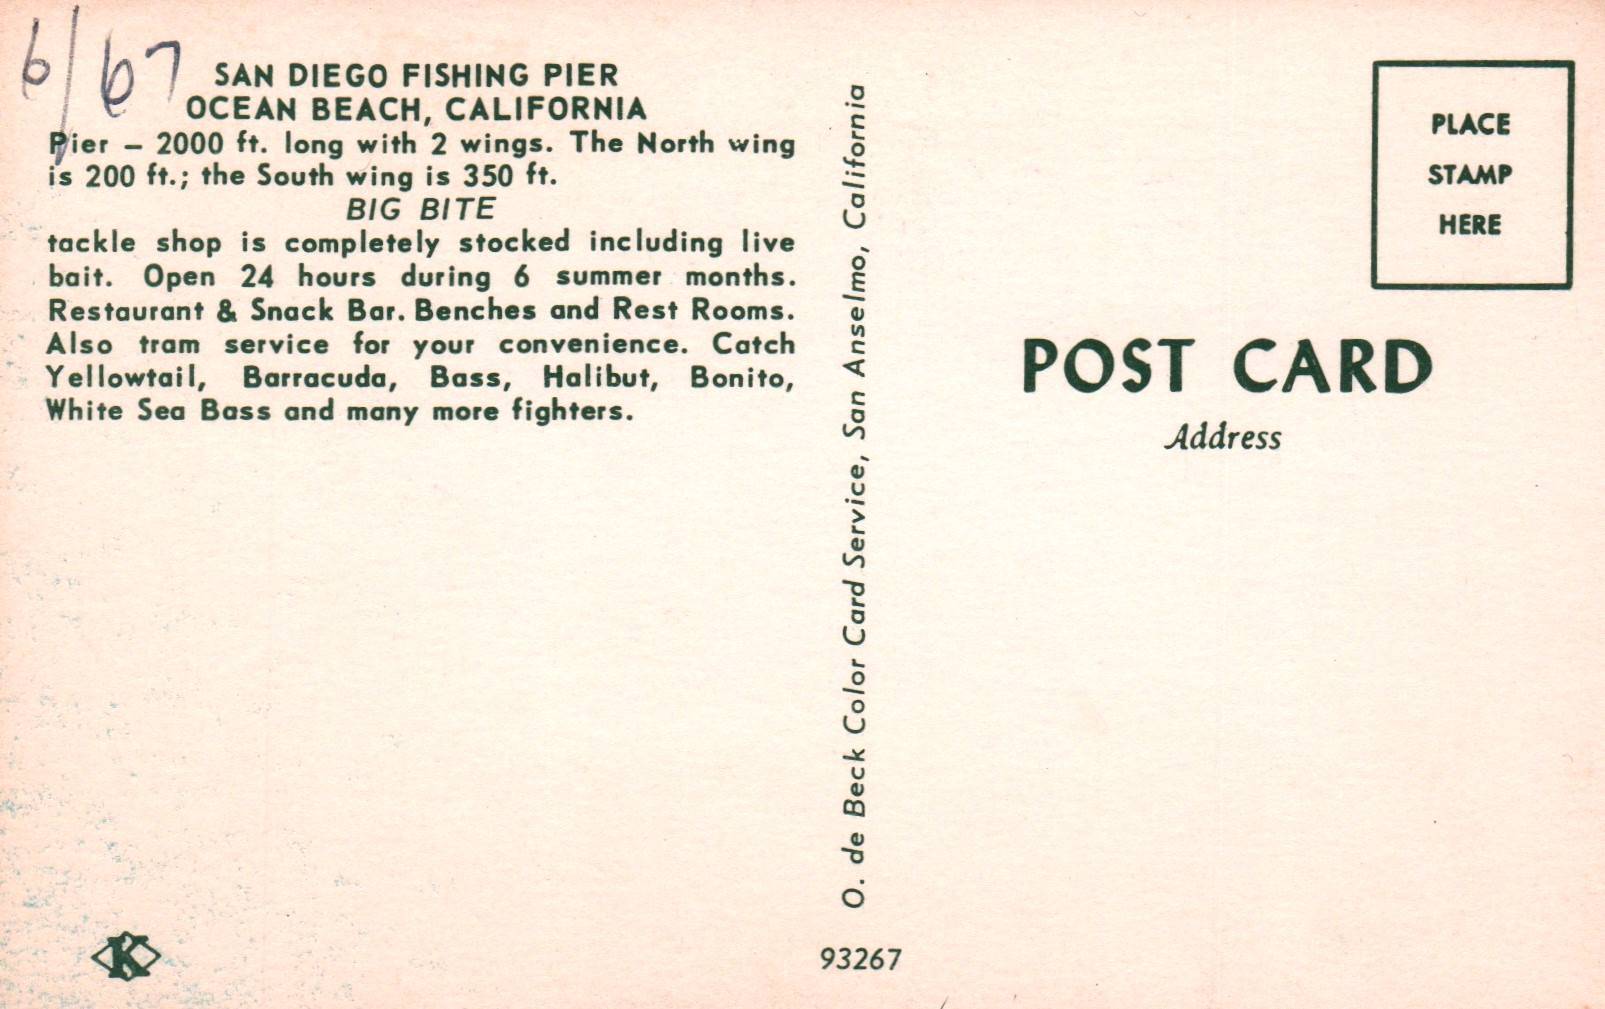 6/67
SAN DIEGO FISHING PIER
OCEAN BEACH, CALIFORNIA
Pier – 2000 ft. long with 2 wings. The North wing
is 200 ft.; the South wing is 350 ft.
BIG BITE
tackle shop is completely stocked including live
bait. Open 24 hours during 6 summer months.
Restaurant & Snack Bar. Benches and Rest Rooms.
Also tram service for your convenience. Catch
Yellowtail, Barracuda, Bass, Halibut, Bonito,
White Sea Bass and many more fighters.
K
O. de Beck Color Card Service, San Anselmo, California
93267
PLACE
STAMP
HERE
POST CARD
Address